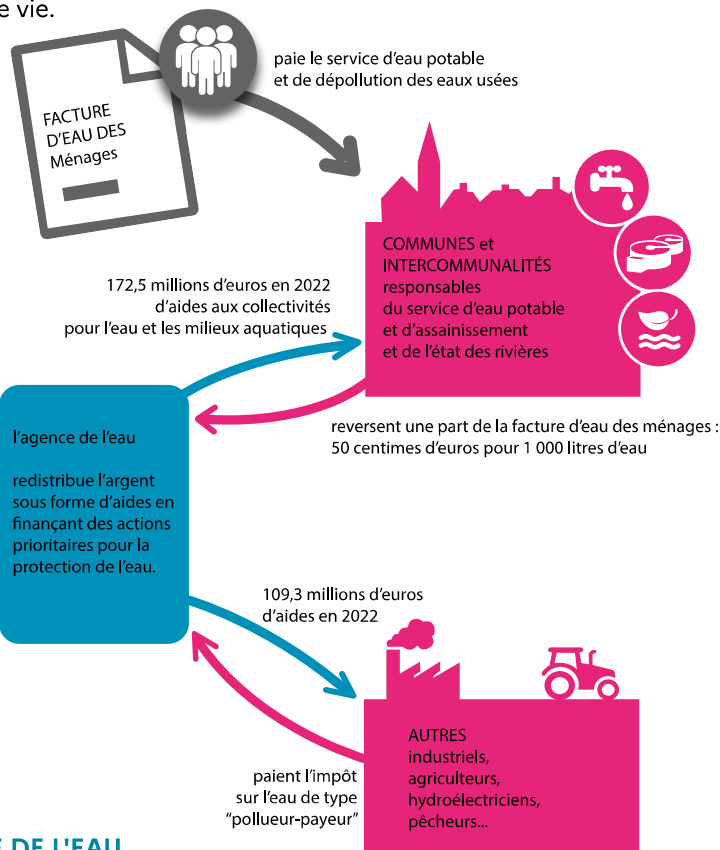 e vie.
paie le service d'eau potable
et de dépollution des eaux usées
FACTURE
D'EAU DES
Ménages
COMMUNES et
INTERCOMMUNALITÉS
responsables
du service d'eau potable
et d'assainissement
et de l'état des rivières
172,5 millions d'euros en 2022
d'aides aux collectivités
pour l'eau et les milieux aquatiques
reversent une part de la facture d'eau des ménages :
50 centimes d'euros pour 1 000 litres d'eau
l'agence de l'eau
redistribue l'argent
sous forme d'aides en
finançant des actions
prioritaires pour la
protection de l'eau.
109,3 millions d'euros
d'aides en 2022
AUTRES
industriels,
agriculteurs,
hydroélectriciens,
pêcheurs...
paient l'impôt
sur l'eau de type
"pollueur-payeur"
E DE L'EAU